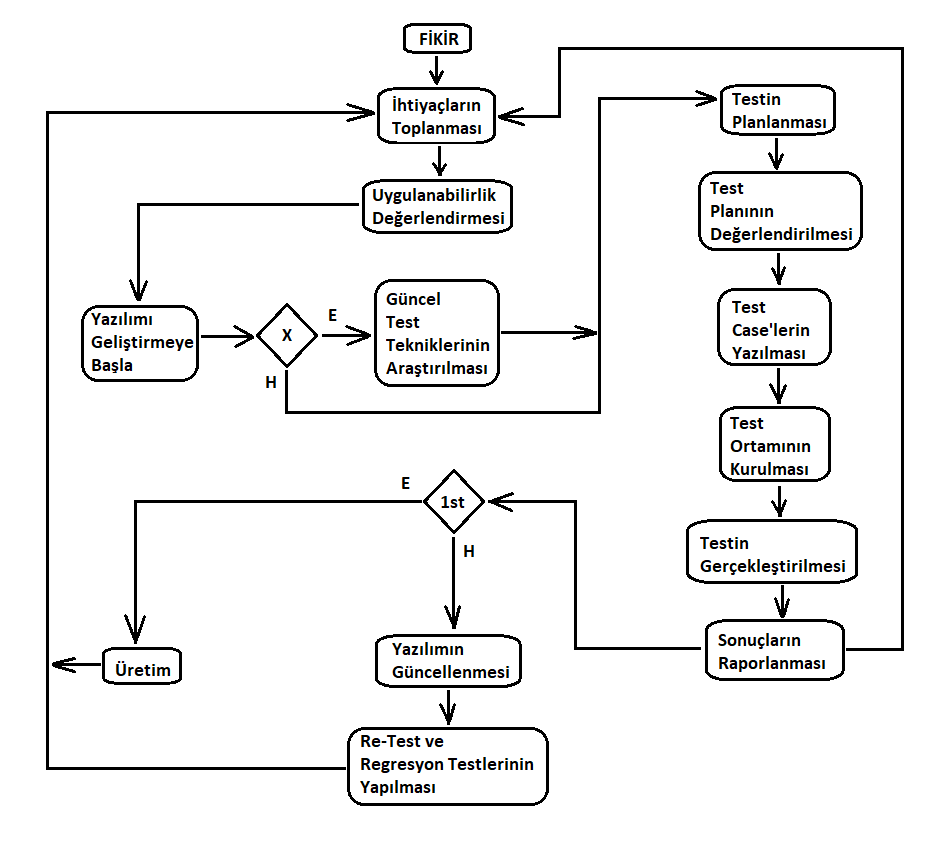 FİKİR
İhtiyaçların
Toplanması
Uygulanabilirlik
Değerlendirmesi
Yazılımı
Geliştirmeye
Başla
X
E
H
Güncel
Test
Tekniklerinin
Araştırılması
Testin
Planlanması
Test
Planının
Değerlendirilmesi
Test
Case'lerin
Yazılması
Test
Ortamının
Kurulması
Testin
Gerçekleştirilmesi
Sonuçların
Raporlanması
1st
E
H
Üretim
Yazılımın
Güncellenmesi
Re-Test ve
Regresyon Testlerinin
Yapılması